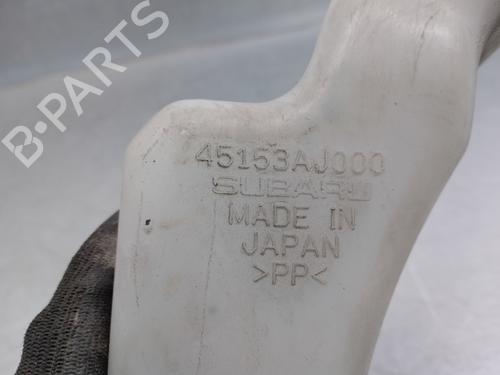 B-PARTS
45153AJ000
SUBARU
MADE IN
JAPAN
>PP<